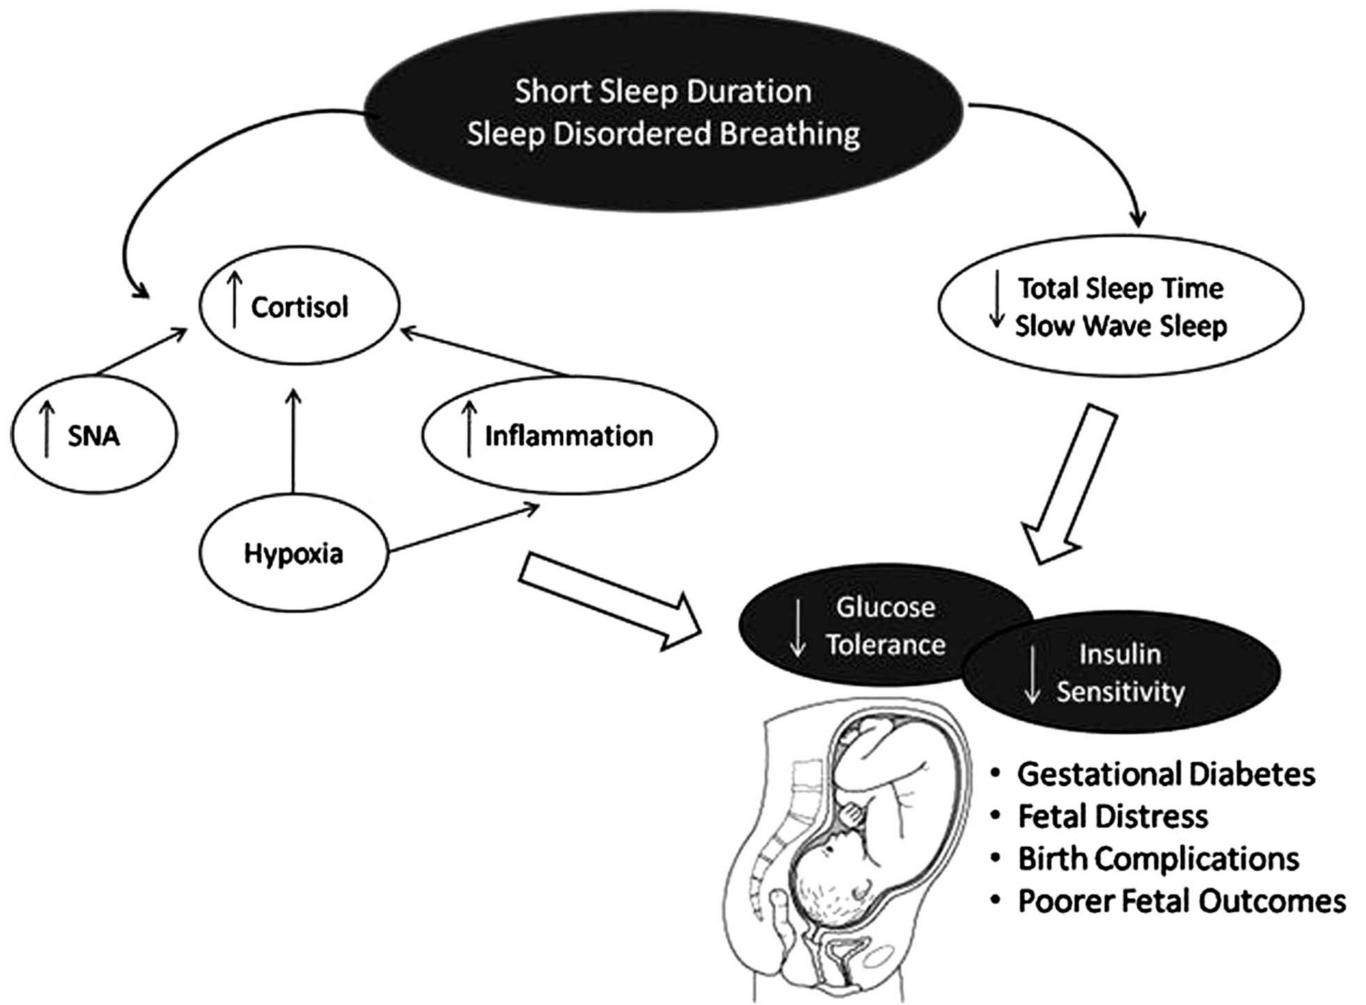 Short Sleep Duration
Sleep Disordered Breathing
↑ Cortisol
↓ Total Sleep Time
Slow Wave Sleep
↑ SNA
↑ Inflammation
Hypoxia
↓ Glucose
Tolerance
↓ Insulin
Sensitivity
• Gestational Diabetes
• Fetal Distress
• Birth Complications
• Poorer Fetal Outcomes